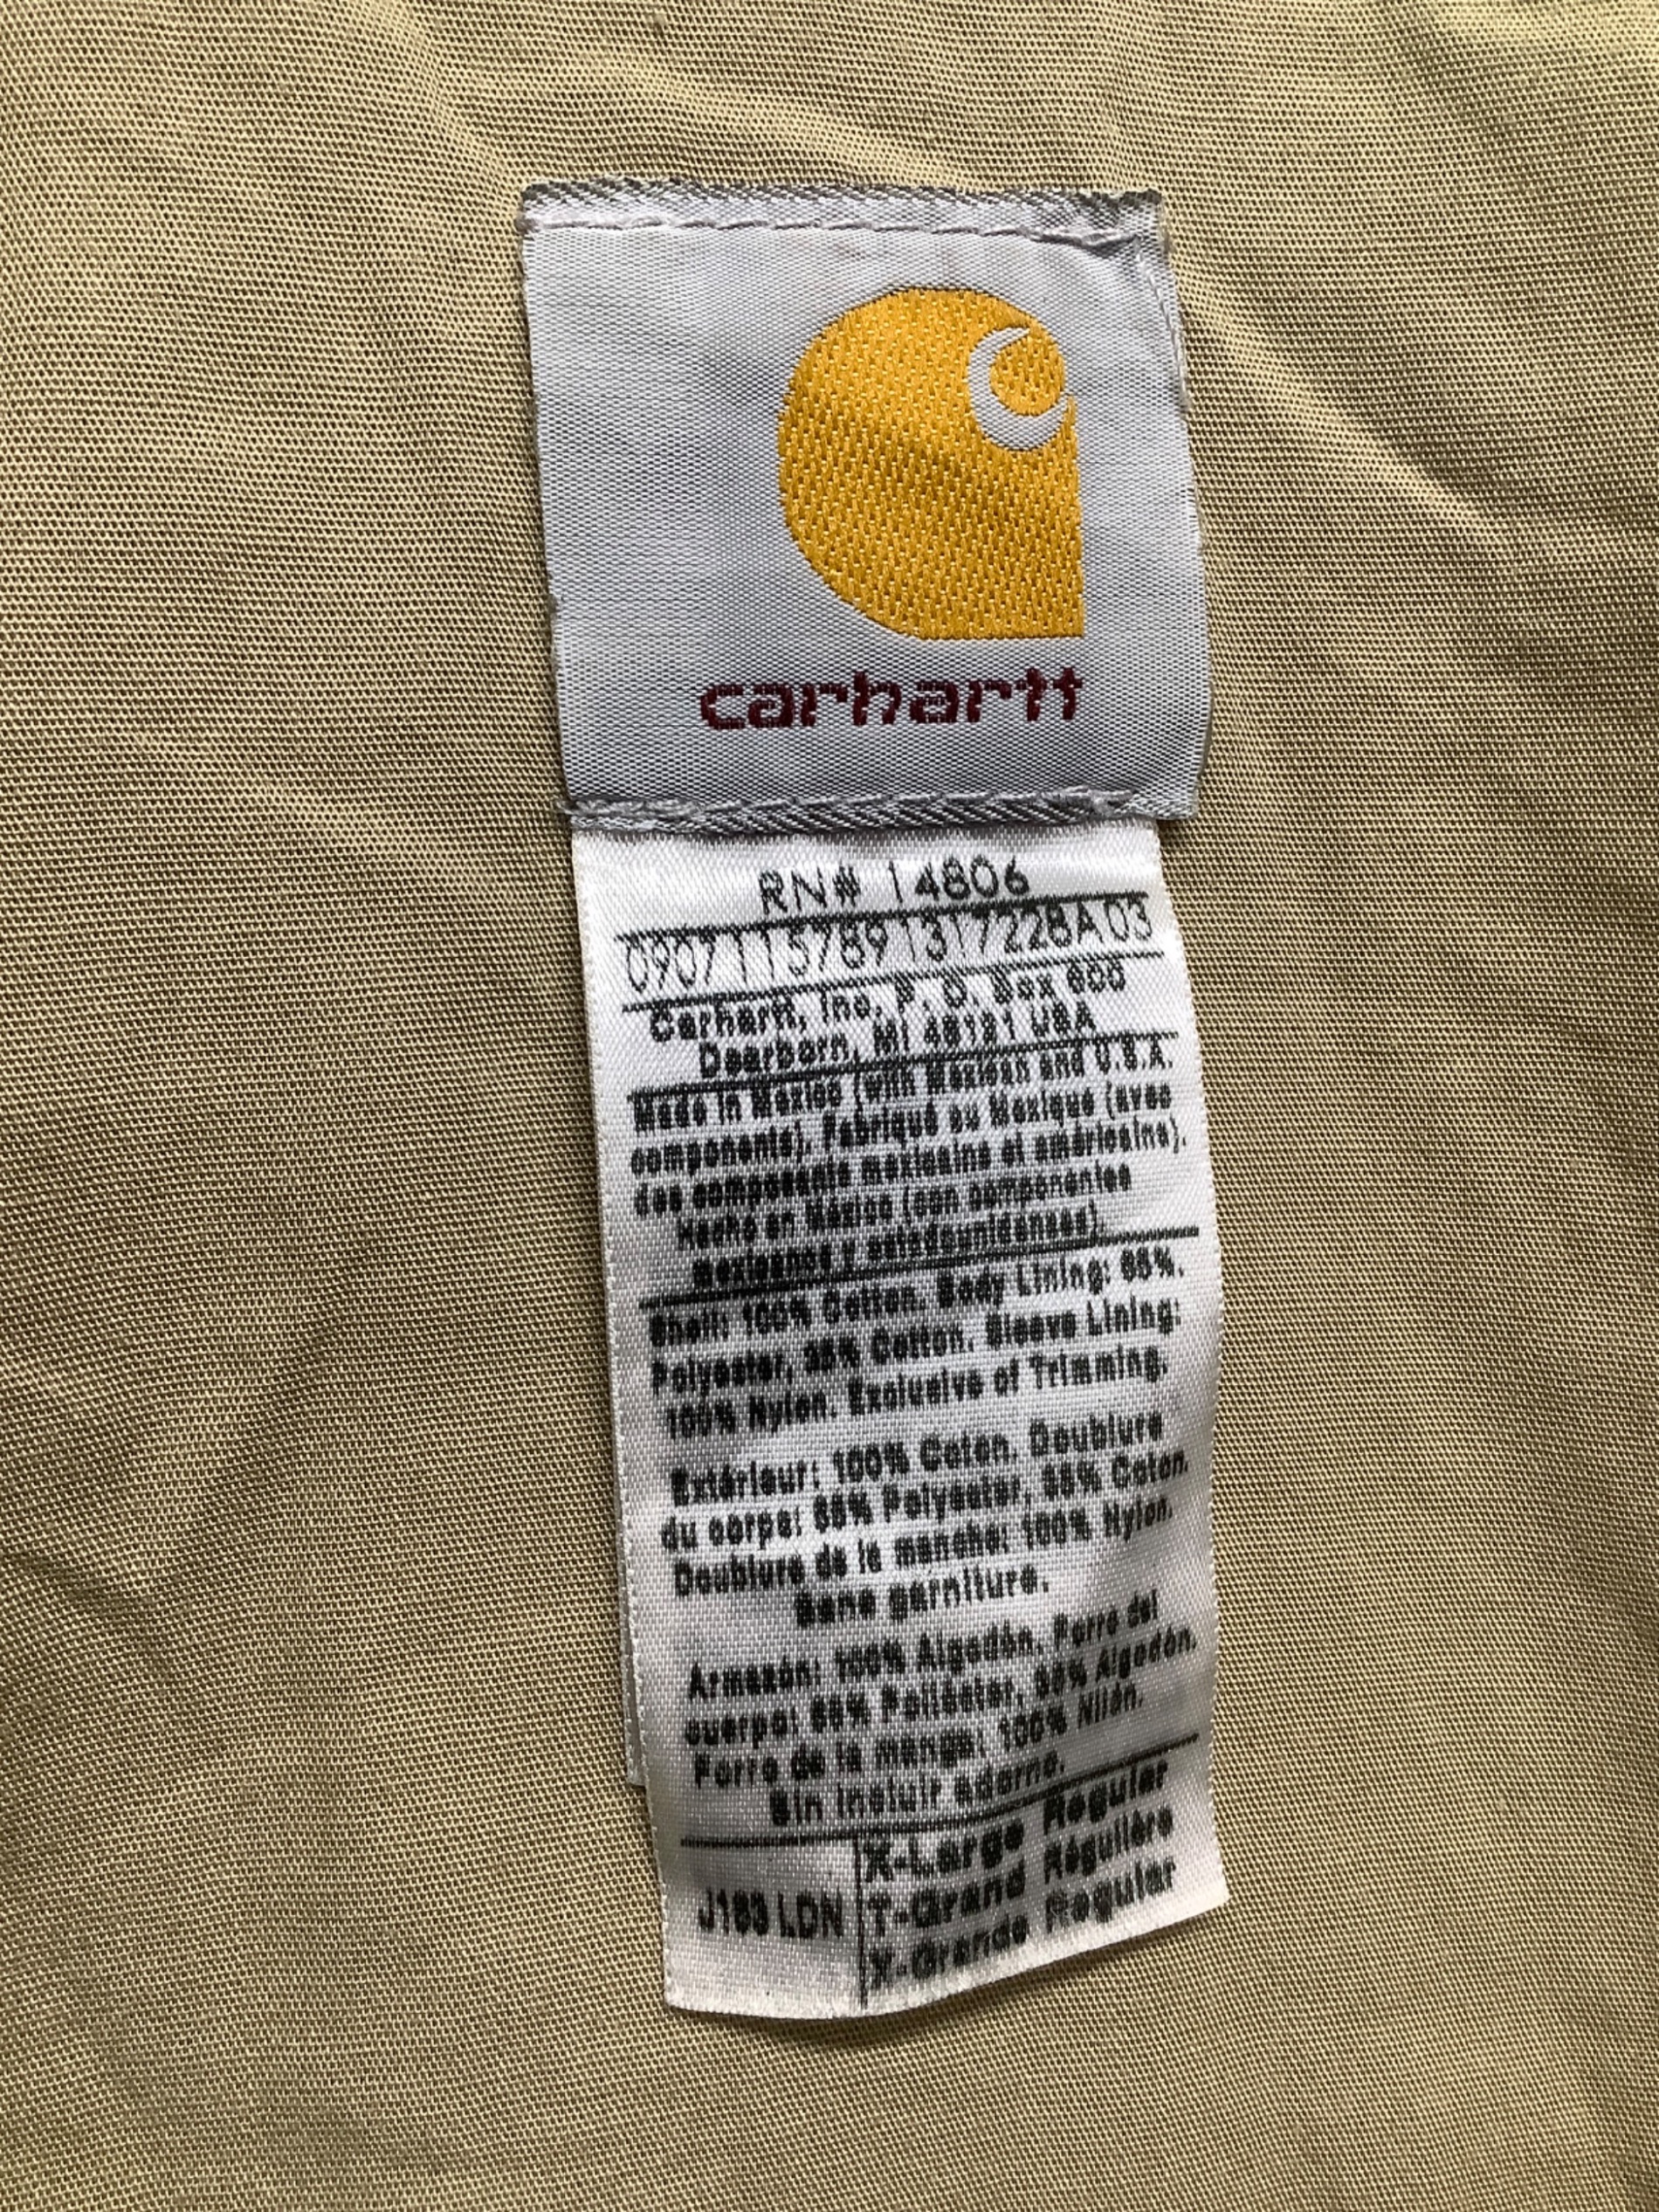 carhartt
RN# 14806
09071157891317228A03
Carhartt, Inc. P. O. Box 600
Dearborn, MI 48121 USA
Made in Mexico (with Mexican and U.S.A.
components). Fabriqué au Mexique (avec
des composants mexicains et américains).
Hecho en México (con componentes
mexicanos Y estadounidenses).
Shell: 100% Cotton. Body Lining: 65%.
Polyester, 35% Cotton. Sleeve Lining:
100% Nylon. Exclusive of Trimming.
Extérieur: 100% Coton. Doublure
du corps: 65% Polyester, 35% Coton.
Doublure de la manche: 100% Nylon.
Sans garniture.
Armazón: 100% Algodón. Forro del
cuerpo: 65% Poliéster, 35% Algodón.
Forro de la manga: 100% Nilón.
Sin incluir adorno.
X-Large Regular
J163 LDN T-Grand Régulière
X-Grande Regular